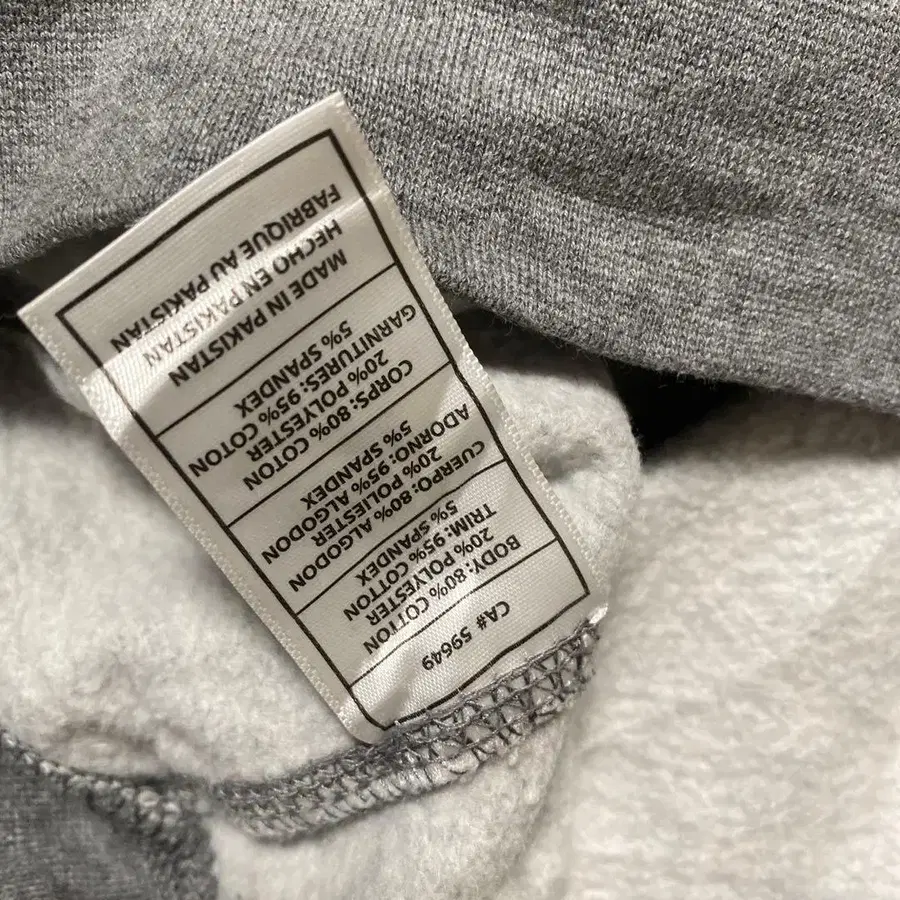 CA# 59649
BODY: 80% COTTON
20% POLYESTER
TRIM: 95% COTTON
5% SPANDEX
CUERPO: 80% ALGODON
20% POLIESTER
ADORNO: 95% ALGODON
5% SPANDEX
CORPS: 80% COTON
20% POLYESTER
GARNITURES: 95% COTON
5% SPANDEX
MADE IN PAKISTAN
HECHO EN PAKISTAN
FABRIQUE AU PAKISTAN